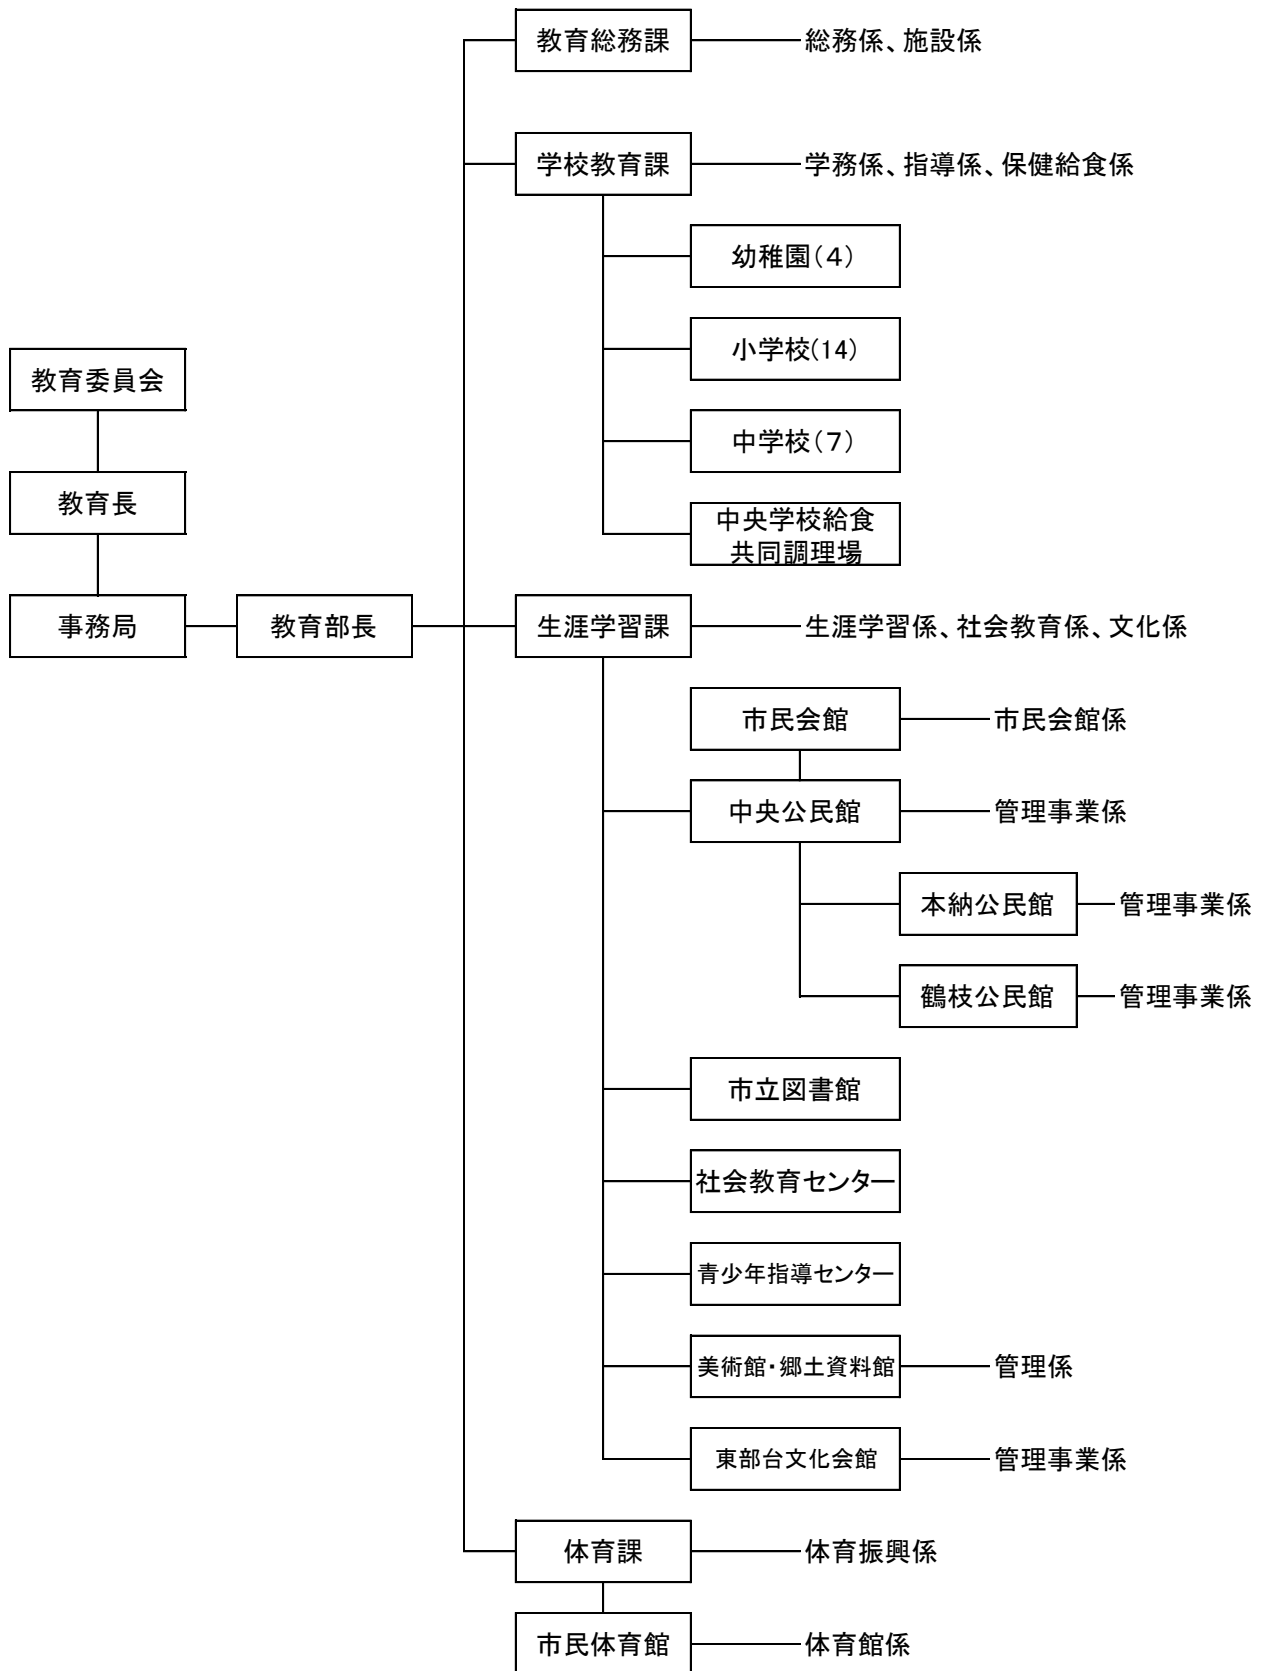 教育総務課
総務係、施設係
学校教育課
学務係、指導係、保健給食係
幼稚園(４)
小学校(14)
教育委員会
中学校(７)
教育長
中央学校給食
共同調理場
事務局
教育部長
生涯学習課
生涯学習係、社会教育係、文化係
市民会館
市民会館係
中央公民館
管理事業係
本納公民館
管理事業係
鶴枝公民館
管理事業係
市立図書館
社会教育センター
青少年指導センター
美術館・郷土資料館
管理係
東部台文化会館
管理事業係
体育課
体育振興係
市民体育館
体育館係